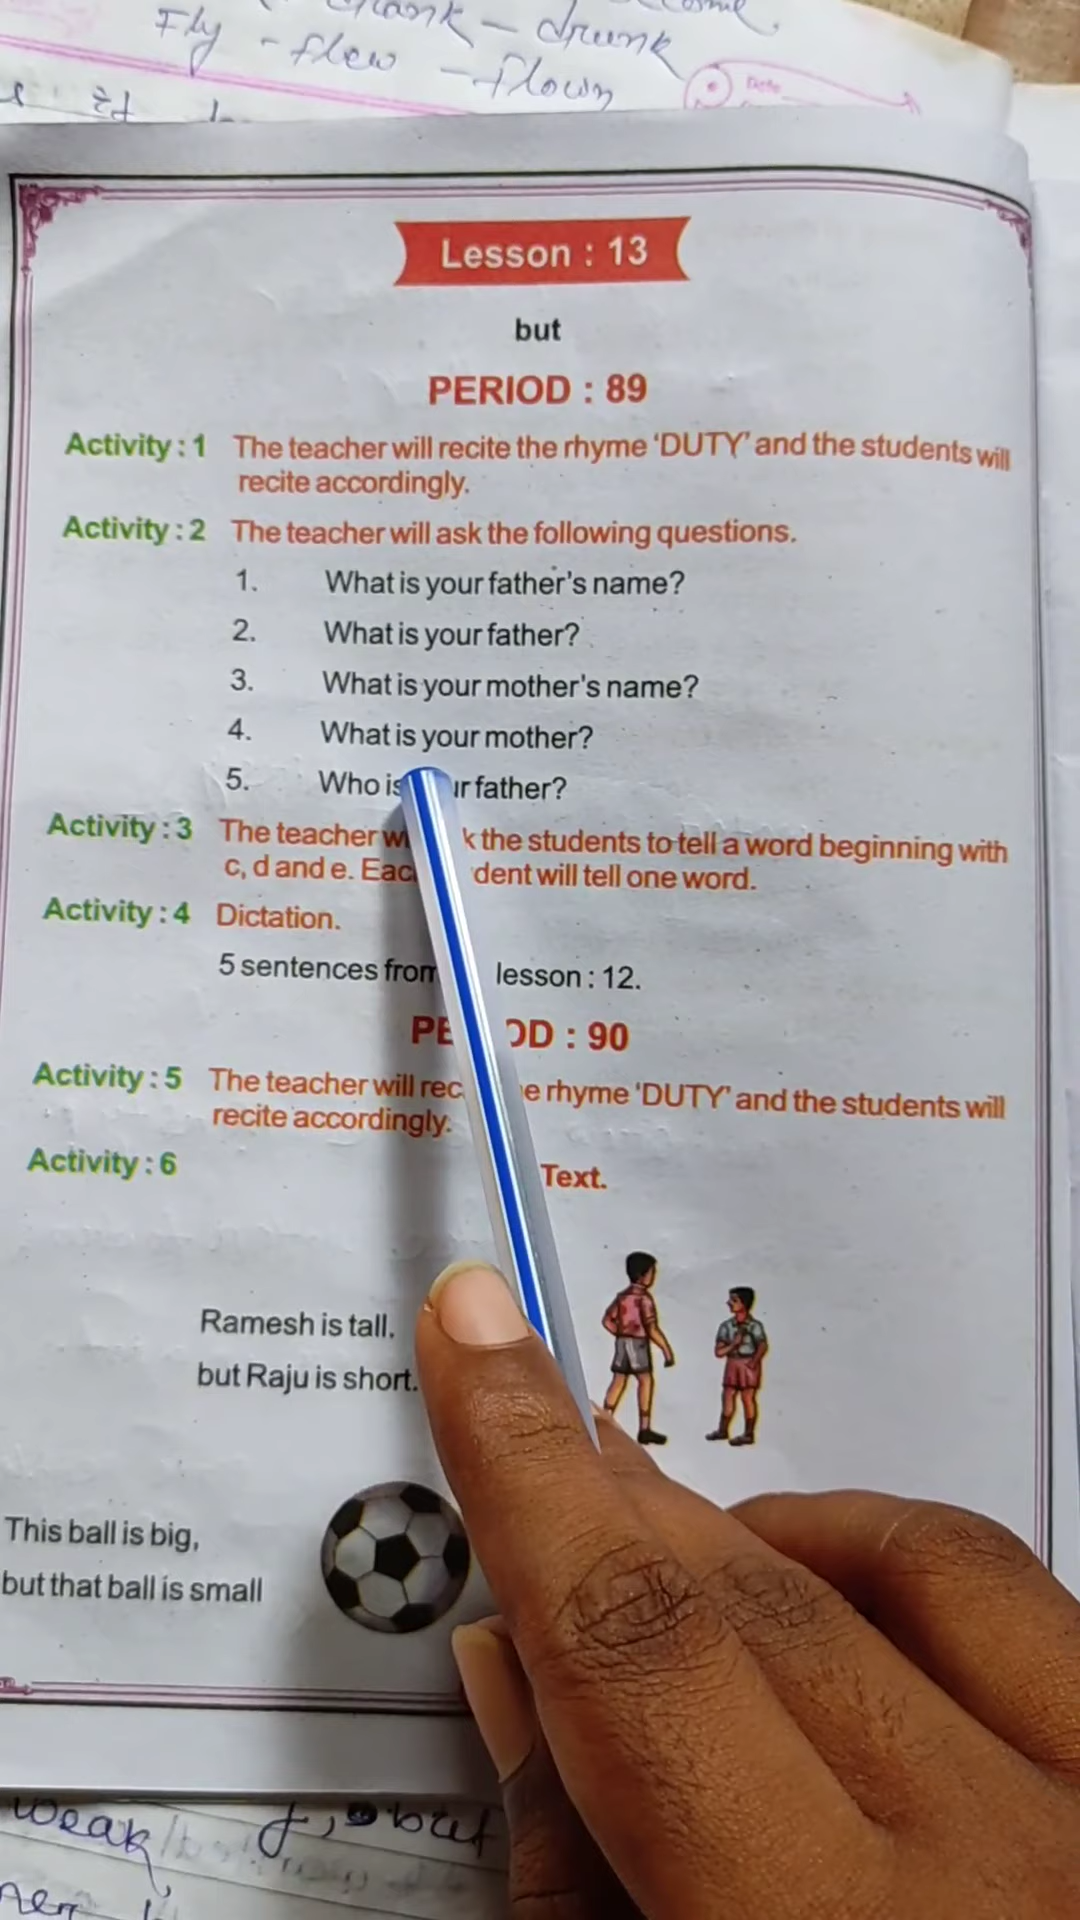 drank - drunk
Fly - flew - flown
Date
Lesson : 13
but
PERIOD : 89
Activity : 1 The teacher will recite the rhyme 'DUTY' and the students will
recite accordingly.
Activity : 2 The teacher will ask the following questions.
1. What is your father's name?
2. What is your father?
3. What is your mother's name?
4. What is your mother?
5. Who is father?
Activity : 3 The teacher the students to tell a word beginning with
c, d and e. will tell one word.
Activity : 4 Dictation.
5 sentences from lesson : 12.
: 90
Activity : 5 The teacher will rhyme 'DUTY' and the students will
recite accordingly.
Activity : 6 Text.
Ramesh is tall,
but Raju is short.
This ball is big,
but that ball is small
weak but